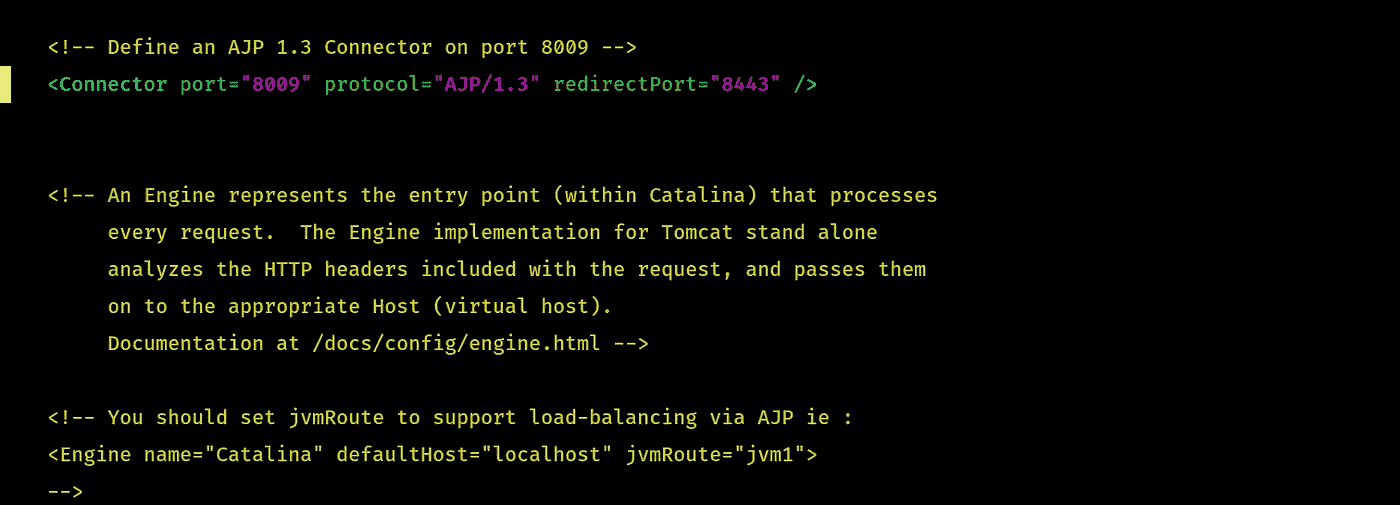 <!-- Define an AJP 1.3 Connector on port 8009 -->
<Connector port="8009" protocol="AJP/1.3" redirectPort="8443" />
<!-- An Engine represents the entry point (within Catalina) that processes
every request.  The Engine implementation for Tomcat stand alone
analyzes the HTTP headers included with the request, and passes them
on to the appropriate Host (virtual host).
Documentation at /docs/config/engine.html -->
<!-- You should set jvmRoute to support load-balancing via AJP ie :
<Engine name="Catalina" defaultHost="localhost" jvmRoute="jvm1">
-->